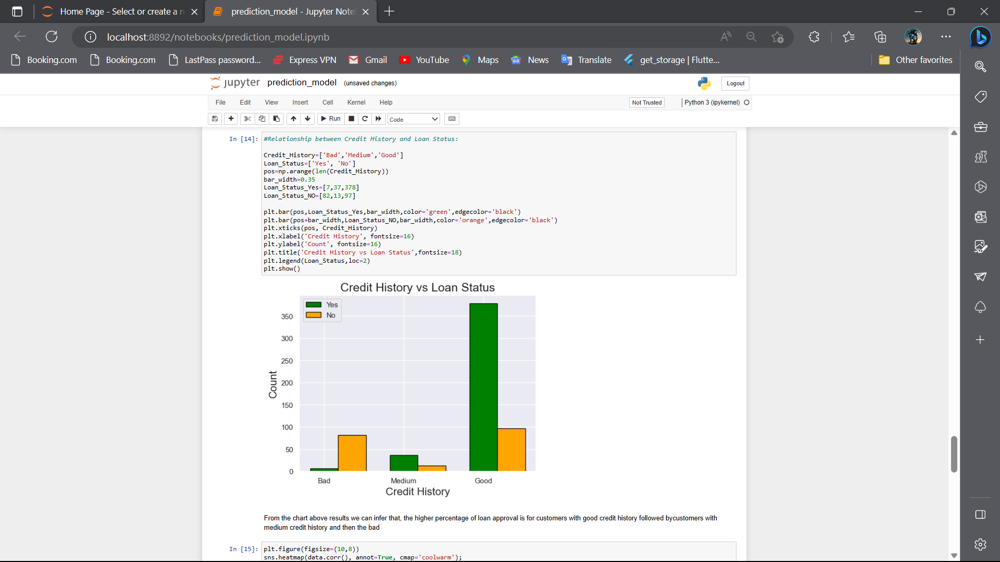 Home Page - Select or create a n
prediction_model - Jupyter Note
localhost:8892/notebooks/prediction_model.ipynb
Booking.com
Booking.com
LastPass password...
Express VPN
Gmail
YouTube
Maps
News
Translate
get_storage | Flutte...
Other favorites
jupyter prediction_model (unsaved changes)
Logout
File Edit View Insert Cell Kernel Help
Not Trusted
Python 3 (ipykernel)
Run
Code
In [14]:
#Relationship between Credit History and Loan Status:
Credit_History=['Bad','Medium','Good']
Loan_Status=['Yes', 'No']
pos=np.arange(len(Credit_History))
bar_width=0.35
Loan_Status_Yes=[7,37,378]
Loan_Status_NO=[82,13,97]
plt.bar(pos,Loan_Status_Yes,bar_width,color='green',edgecolor='black')
plt.bar(pos+bar_width,Loan_Status_NO,bar_width,color='orange',edgecolor='black')
plt.xticks(pos, Credit_History)
plt.xlabel('Credit History', fontsize=16)
plt.ylabel('Count', fontsize=16)
plt.title('Credit History vs Loan Status',fontsize=18)
plt.legend(Loan_Status,loc=2)
plt.show()
Credit History vs Loan Status
Yes
No
350
300
250
200
150
100
50
0
Count
Bad
Medium
Good
Credit History
From the chart above results we can infer that, the higher percentage of loan approval is for customers with good credit history followed bycustomers with
medium credit history and then the bad
In [15]:
plt.figure(figsize=(10,8))
sns.heatmap(data.corr(), annot=True, cmap='coolwarm');